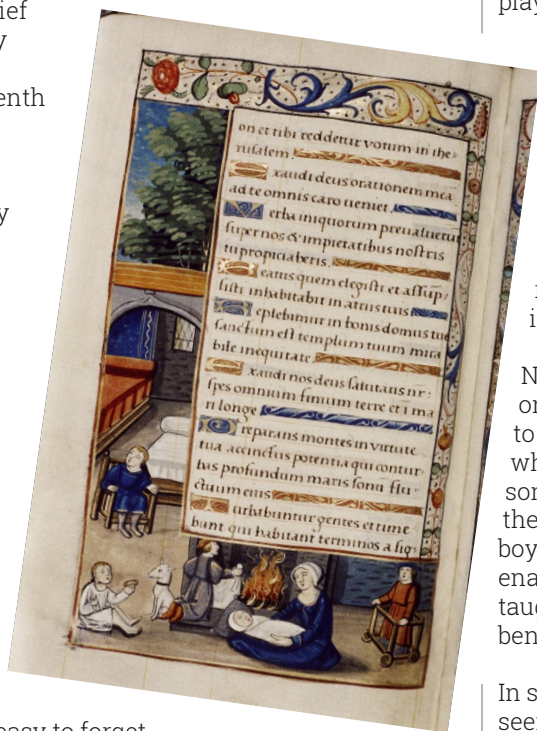 ief
y
enth
y
play
on et tibi reddetur votum in ihe
rusalem.
xaudi deus orationem mea
ad te omnis caro ueniet.
erba iniquorum preualuerūt
super nos & impietatibus nostris
tu propiciaberis.
eatus quem elegisti et assūp
sisti inhabitabit in atriis tuis
eplebimur in bonis domus tue
sanctum est templum tuum mira
bile in equitate
xaudi nos deus salutaris nr̄
spes omnium finium terre et ī ma
ri longe
reparans montes in virtute
tua accinctus potentia qui contur
bas profundum maris sonū flu
ctuum eius
urbabuntur gentes et time
bunt qui habitant terminos a sig
i
N
or
to
wh
son
the
boy
ena
taug
ben
In s
see
easy to forget